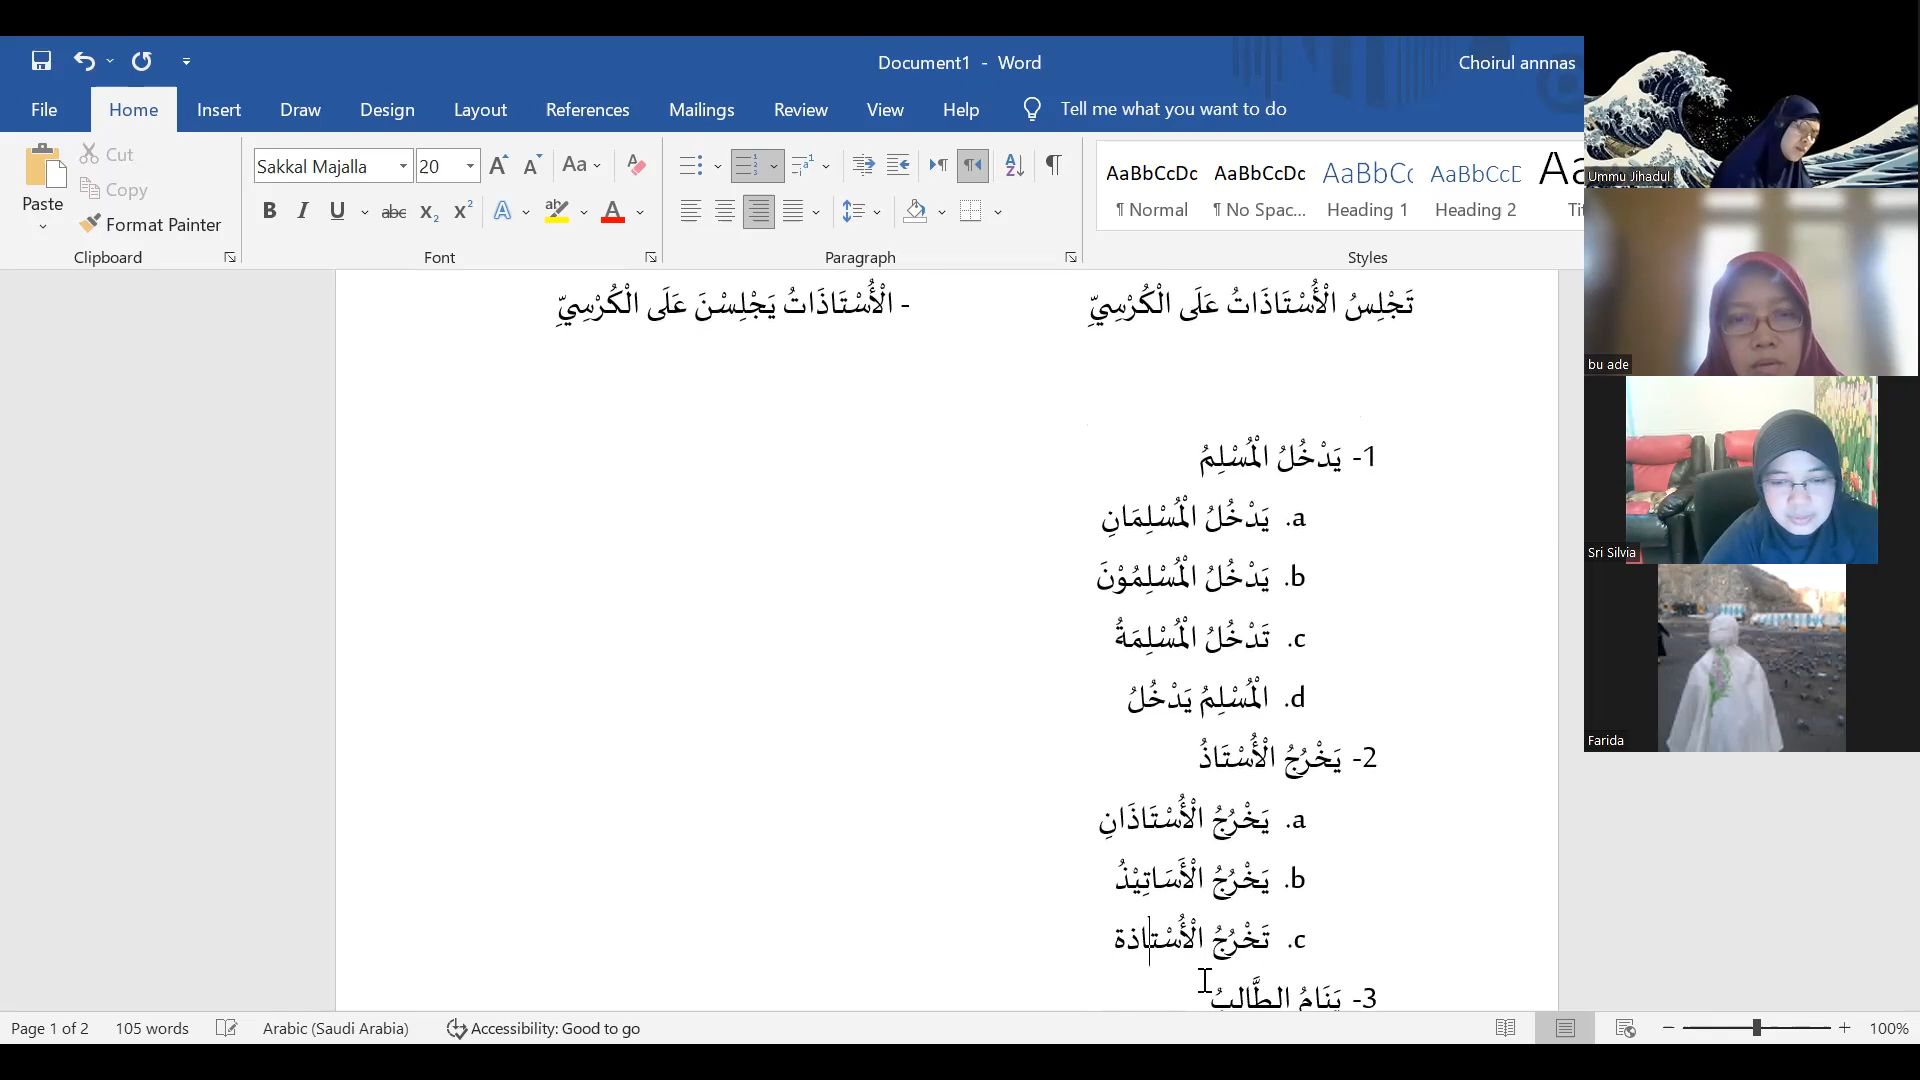 Document1 - Word
Choirul annnas
File Home Insert Draw Design Layout References Mailings Review View Help Tell me what you want to do
Paste
Cut
Copy
Format Painter
Clipboard
Sakkal Majalla 20
Font
Paragraph
AaBbCcDc AaBbCcDc AaBbCc AaBbCcD
¶ Normal ¶ No Spac... Heading 1 Heading 2
Styles
تَجْلِسُ الْأُسْتَاذَاتُ عَلَى الْكُرْسِيِّ - الْأُسْتَاذَاتُ يَجْلِسْنَ عَلَى الْكُرْسِيِّ
1- يَدْخُلُ الْمُسْلِمُ
a. يَدْخُلُ الْمُسْلِمَانِ
b. يَدْخُلُ الْمُسْلِمُوْنَ
c. تَدْخُلُ الْمُسْلِمَةُ
d. الْمُسْلِمُ يَدْخُلُ
2- يَخْرُجُ الْأُسْتَاذُ
a. يَخْرُجُ الْأُسْتَاذَانِ
b. يَخْرُجُ الْأَسَاتِيْذُ
c. تَخْرُجُ الْأُسْتاذة
3- يَنَامُ الطَّالِبُ
Ummu Jihadul
bu ade
Sri Silvia
Farida
Page 1 of 2 105 words Arabic (Saudi Arabia) Accessibility: Good to go 100%